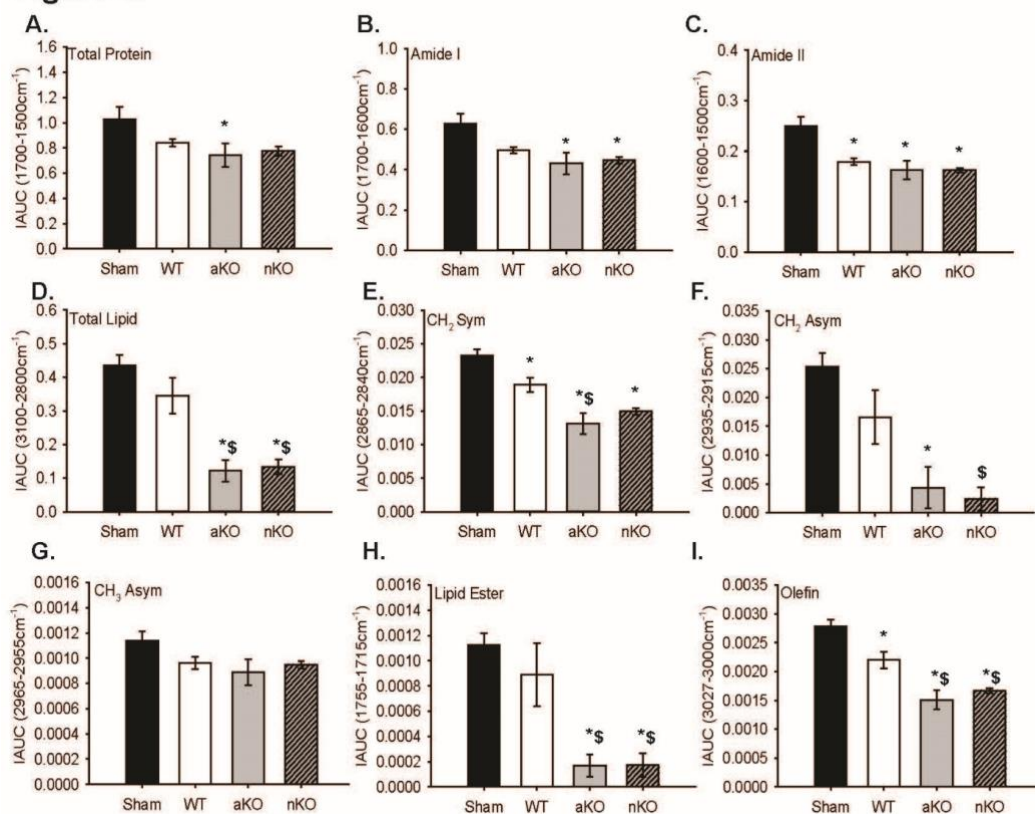 A.
Total Protein
IAUC (1700-1500cm⁻¹)
1.6
1.4
1.2
1.0
0.8
0.6
0.4
0.2
0.0
*
Sham WT aKO nKO
B.
Amide I
IAUC (1700-1600cm⁻¹)
1.0
0.8
0.6
0.4
0.2
0.0
* *
Sham WT aKO nKO
C.
Amide II
IAUC (1600-1500cm⁻¹)
0.4
0.3
0.2
0.1
0.0
* * *
Sham WT aKO nKO
D.
Total Lipid
IAUC (3100-2800cm⁻¹)
0.6
0.5
0.4
0.3
0.2
0.1
0.0
*$ *$
Sham WT aKO nKO
E.
CH₂ Sym
IAUC (2865-2840cm⁻¹)
0.030
0.025
0.020
0.015
0.010
0.005
0.000
* *$ *
Sham WT aKO nKO
F.
CH₂ Asym
IAUC (2935-2915cm⁻¹)
0.035
0.030
0.025
0.020
0.015
0.010
0.005
0.000
* $
Sham WT aKO nKO
G.
CH₃ Asym
IAUC (2965-2955cm⁻¹)
0.0016
0.0014
0.0012
0.0010
0.0008
0.0006
0.0004
0.0002
0.0000
Sham WT aKO nKO
H.
Lipid Ester
IAUC (1755-1715cm⁻¹)
0.0016
0.0014
0.0012
0.0010
0.0008
0.0006
0.0004
0.0002
0.0000
*$ *$
Sham WT aKO nKO
I.
Olefin
IAUC (3027-3000cm⁻¹)
0.0035
0.0030
0.0025
0.0020
0.0015
0.0010
0.0005
0.0000
* *$ *$
Sham WT aKO nKO